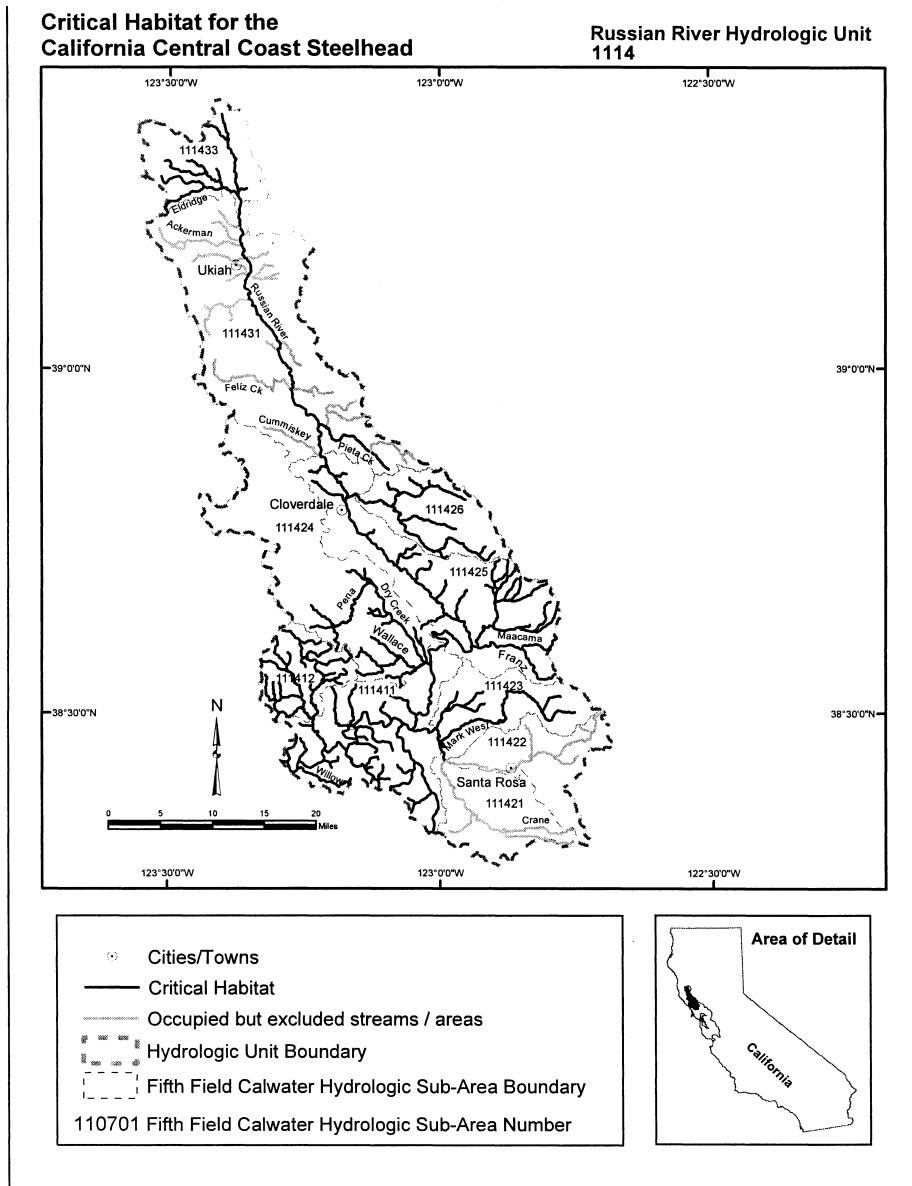 Critical Habitat for the
California Central Coast Steelhead
Russian River Hydrologic Unit
1114
123°30'0"W
123°0'0"W
122°30'0"W
111433
Eldridge
Ackerman
Ukiah
Russian River
111431
39°0'0"N
39°0'0"N
Feliz Ck
Cummiskey
Pieta Ck
Cloverdale
111424
111426
111425
Pena
Dry Creek
Wallace
Maacama
Franz
111412
111411
111423
38°30'0"N
38°30'0"N
N
Mark Wes
111422
Willow
Santa Rosa
111421
Crane
0 5 10 15 20
Miles
123°30'0"W
123°0'0"W
122°30'0"W
Cities/Towns
Critical Habitat
Occupied but excluded streams / areas
Hydrologic Unit Boundary
Fifth Field Calwater Hydrologic Sub-Area Boundary
110701 Fifth Field Calwater Hydrologic Sub-Area Number
Area of Detail
California